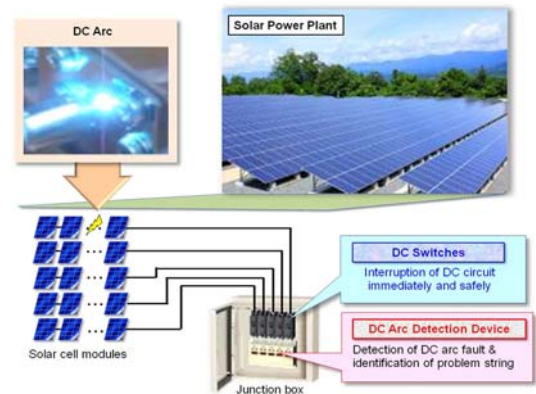 DC Arc
Solar Power Plant
DC Switches
Interruption of DC circuit
immediately and safely
DC Arc Detection Device
Detection of DC arc fault &
identification of problem string
Solar cell modules
Junction box